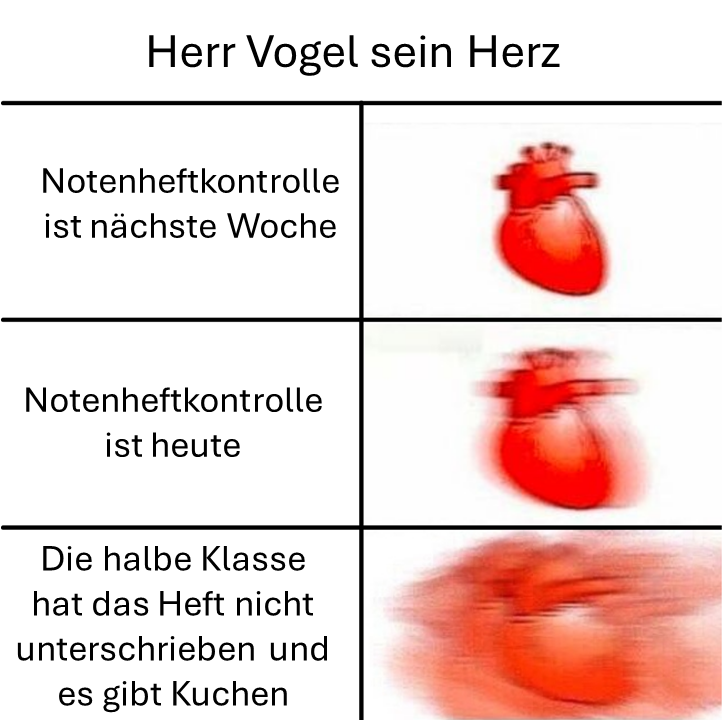 Herr Vogel sein Herz
Notenheftkontrolle
ist nächste Woche
Notenheftkontrolle
ist heute
Die halbe Klasse
hat das Heft nicht
unterschrieben und
es gibt Kuchen